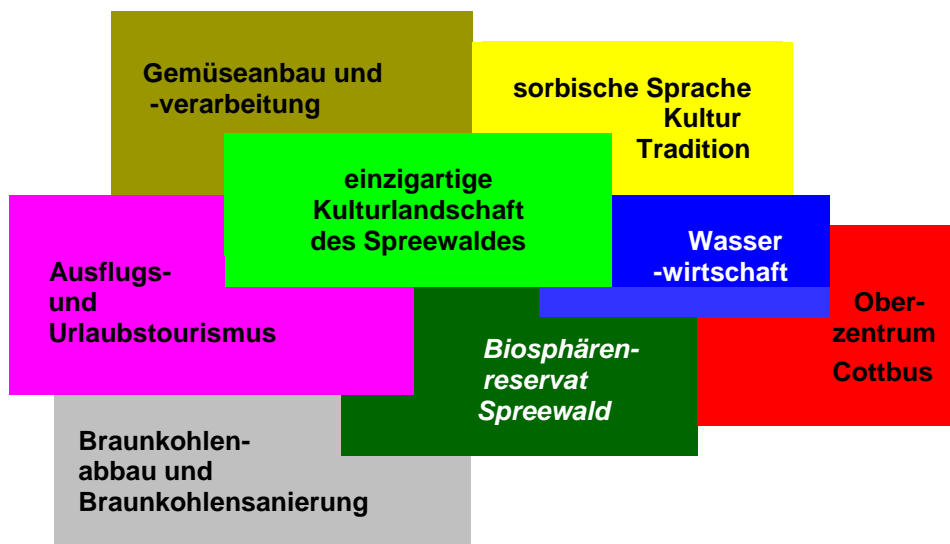 Gemüseanbau und
-verarbeitung
sorbische Sprache
Kultur
Tradition
einzigartige
Kulturlandschaft
des Spreewaldes
Wasser
-wirtschaft
Ausflugs-
und
Urlaubstourismus
Ober-
zentrum
Cottbus
Biosphären-
reservat
Spreewald
Braunkohlen-
abbau und
Braunkohlensanierung